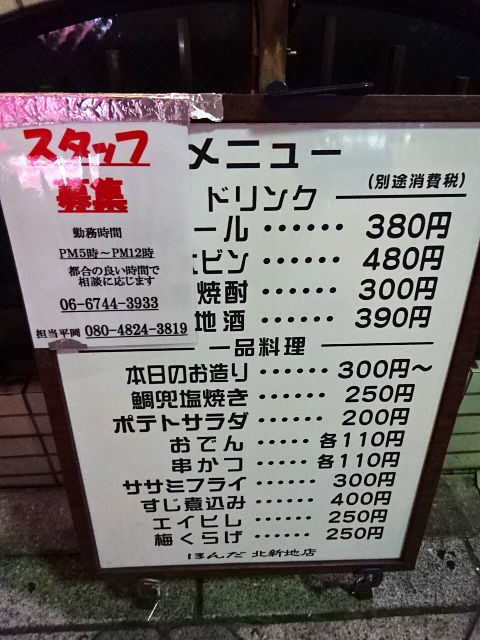 スタッフ
募集
勤務時間
PM5時～PM12時
都合の良い時間で
相談に応じます
06-6744-3933
担当平岡 080-4824-3819
メニュー
(別途消費税)
ドリンク
ール ・・・・・・ 380円
ビン ・・・・・・ 480円
焼酎 ・・・・・・ 300円
地酒 ・・・・・・ 390円
一品料理
本日のお造り ・・・・・・ 300円～
鯛兜塩焼き ・・・・・・ 250円
ポテトサラダ ・・・・・・ 200円
おでん ・・・・・ 各110円
串かつ ・・・・・ 各110円
ササミフライ ・・・・・・ 300円
すじ煮込み ・・・・・・ 400円
エイヒレ ・・・・・・ 250円
梅くらげ ・・・・・・ 250円
ほんだ 北新地店